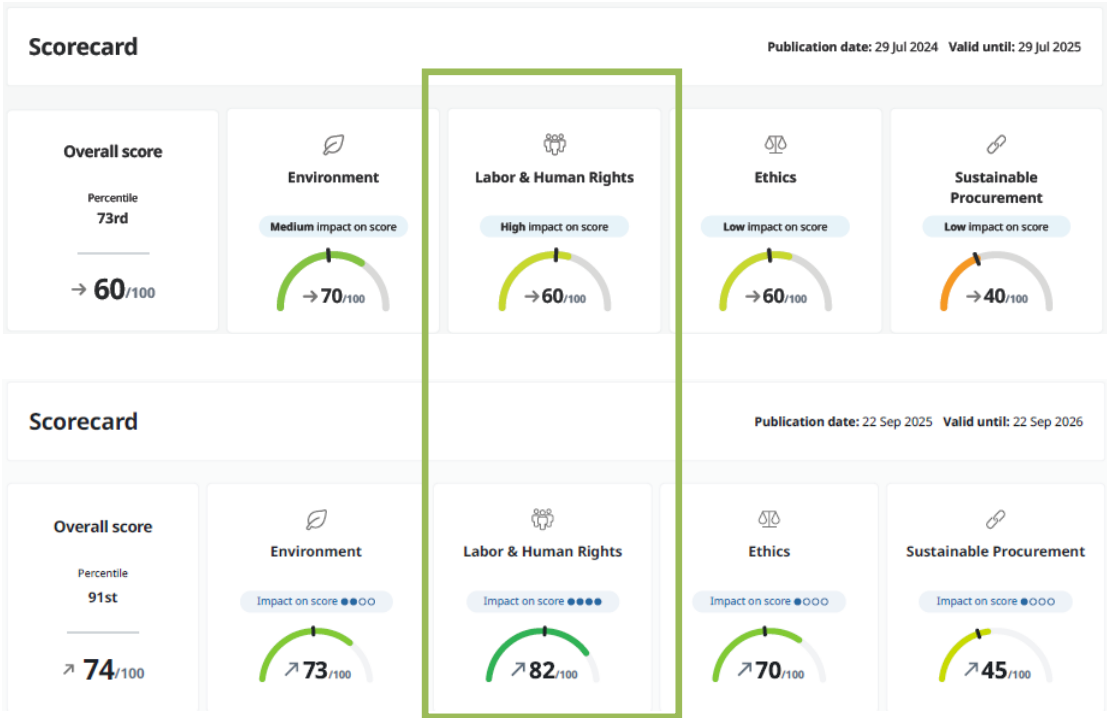 Scorecard
Publication date: 29 Jul 2024 Valid until: 29 Jul 2025
Overall score
Percentile
73rd
→ 60/100
Environment
Medium impact on score
→ 70/100
Labor & Human Rights
High impact on score
→ 60/100
Ethics
Low impact on score
→ 60/100
Sustainable
Procurement
Low impact on score
→ 40/100
Scorecard
Publication date: 22 Sep 2025 Valid until: 22 Sep 2026
Overall score
Percentile
91st
↗ 74/100
Environment
Impact on score ●●○○
↗ 73/100
Labor & Human Rights
Impact on score ●●●●
↗ 82/100
Ethics
Impact on score ●○○○
↗ 70/100
Sustainable Procurement
Impact on score ●○○○
↗ 45/100